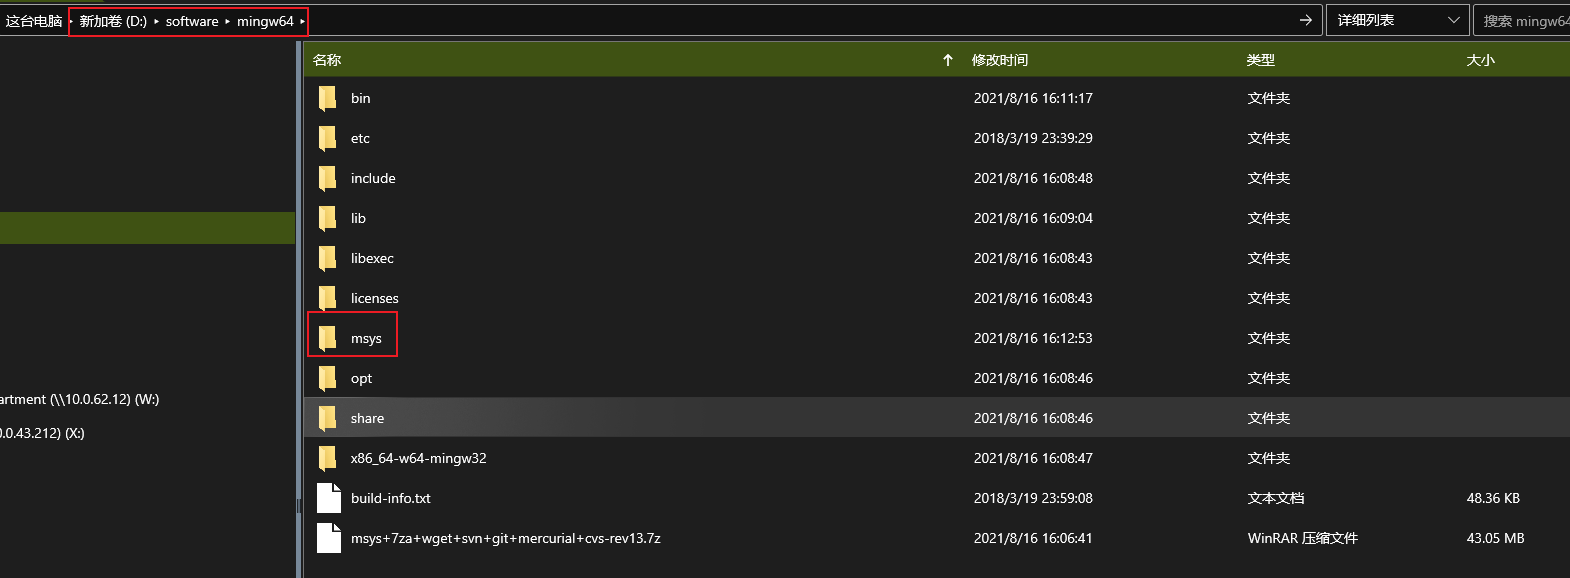 这台电脑 新加卷 (D:) software mingw64 详细列表 搜索 mingw64
名称 修改时间 类型 大小
bin 2021/8/16 16:11:17 文件夹
etc 2018/3/19 23:39:29 文件夹
include 2021/8/16 16:08:48 文件夹
lib 2021/8/16 16:09:04 文件夹
libexec 2021/8/16 16:08:43 文件夹
licenses 2021/8/16 16:08:43 文件夹
msys 2021/8/16 16:12:53 文件夹
opt 2021/8/16 16:08:46 文件夹
artment (\\10.0.62.12) (W:)
share 2021/8/16 16:08:46 文件夹
.0.43.212) (X:)
x86_64-w64-mingw32 2021/8/16 16:08:47 文件夹
build-info.txt 2018/3/19 23:59:08 文本文档 48.36 KB
msys+7za+wget+svn+git+mercurial+cvs-rev13.7z 2021/8/16 16:06:41 WinRAR 压缩文件 43.05 MB